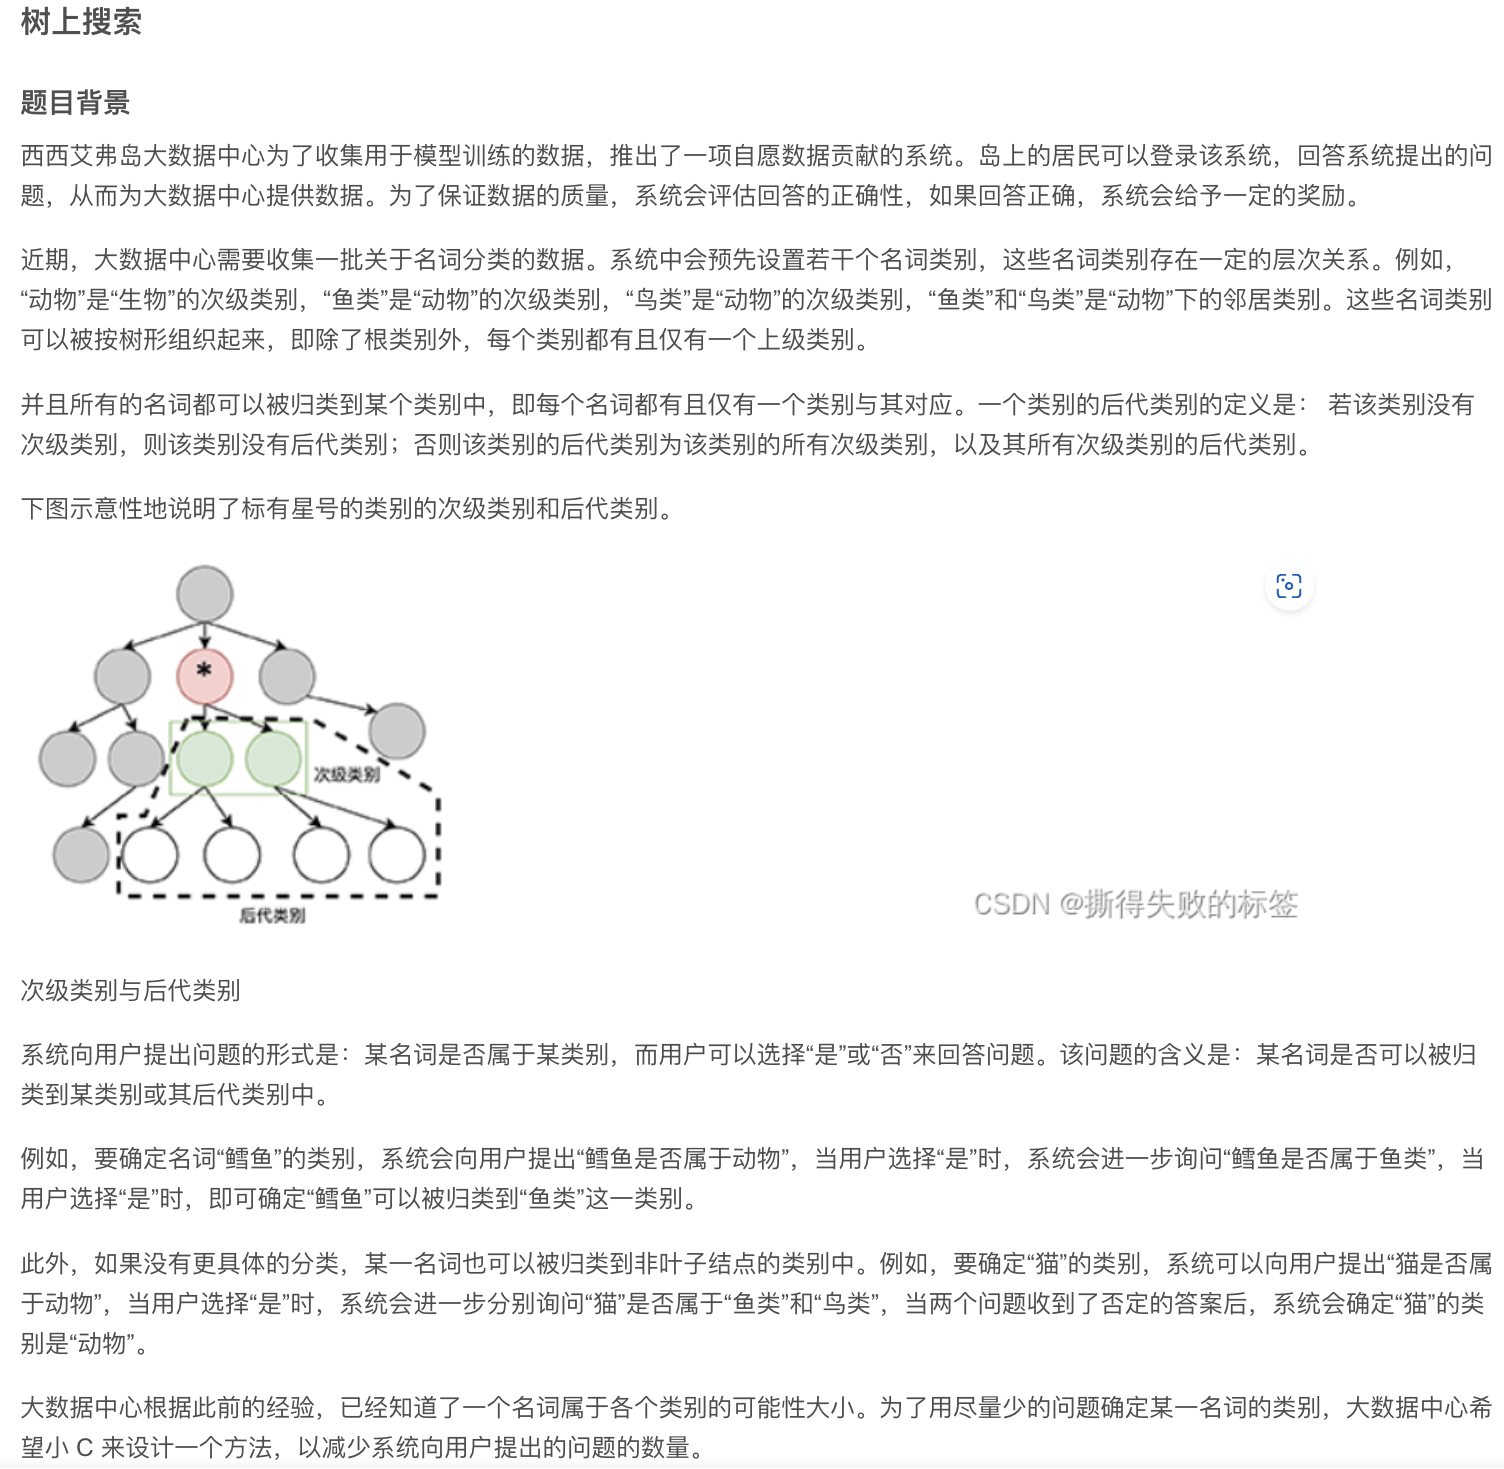 树上搜索
题目背景
西西艾弗岛大数据中心为了收集用于模型训练的数据，推出了一项自愿数据贡献的系统。岛上的居民可以登录该系统，回答系统提出的问
题，从而为大数据中心提供数据。为了保证数据的质量，系统会评估回答的正确性，如果回答正确，系统会给予一定的奖励。
近期，大数据中心需要收集一批关于名词分类的数据。系统中会预先设置若干个名词类别，这些名词类别存在一定的层次关系。例如，
“动物”是“生物”的次级类别，“鱼类”是“动物”的次级类别，“鸟类”是“动物”的次级类别，“鱼类”和“鸟类”是“动物”下的邻居类别。这些名词类别
可以被按树形组织起来，即除了根类别外，每个类别都有且仅有一个上级类别。
并且所有的名词都可以被归类到某个类别中，即每个名词都有且仅有一个类别与其对应。一个类别的后代类别的定义是： 若该类别没有
次级类别，则该类别没有后代类别；否则该类别的后代类别为该类别的所有次级类别，以及其所有次级类别的后代类别。
下图示意性地说明了标有星号的类别的次级类别和后代类别。
*
次级类别
后代类别
CSDN @撕得失败的标签
次级类别与后代类别
系统向用户提出问题的形式是：某名词是否属于某类别，而用户可以选择“是”或“否”来回答问题。该问题的含义是：某名词是否可以被归
类到某类别或其后代类别中。
例如，要确定名词“鳕鱼”的类别，系统会向用户提出“鳕鱼是否属于动物”，当用户选择“是”时，系统会进一步询问“鳕鱼是否属于鱼类”，当
用户选择“是”时，即可确定“鳕鱼”可以被归类到“鱼类”这一类别。
此外，如果没有更具体的分类，某一名词也可以被归类到非叶子结点的类别中。例如，要确定“猫”的类别，系统可以向用户提出“猫是否属
于动物”，当用户选择“是”时，系统会进一步分别询问“猫”是否属于“鱼类”和“鸟类”，当两个问题收到了否定的答案后，系统会确定“猫”的类
别是“动物”。
大数据中心根据此前的经验，已经知道了一个名词属于各个类别的可能性大小。为了用尽量少的问题确定某一名词的类别，大数据中心希
望小 C 来设计一个方法，以减少系统向用户提出的问题的数量。